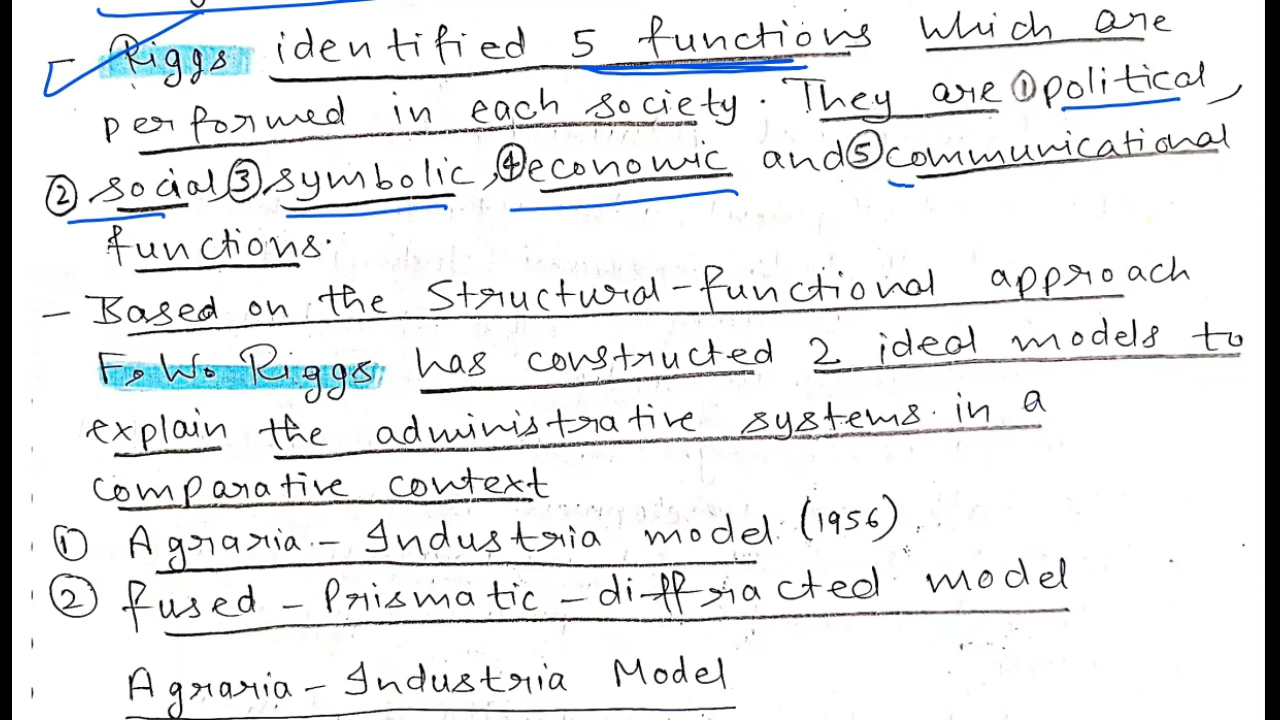 Riggs identified 5 functions which are
performed in each society. They are ① political,
② social, ③ symbolic, ④ economic and ⑤ communicational
functions.
- Based on the Structural-functional approach
F. W. Riggs has constructed 2 ideal models to
explain the administrative systems in a
comparative context
① Agraria - Industria model (1956)
② fused - Prismatic - diffracted model
Agraria - Industria Model